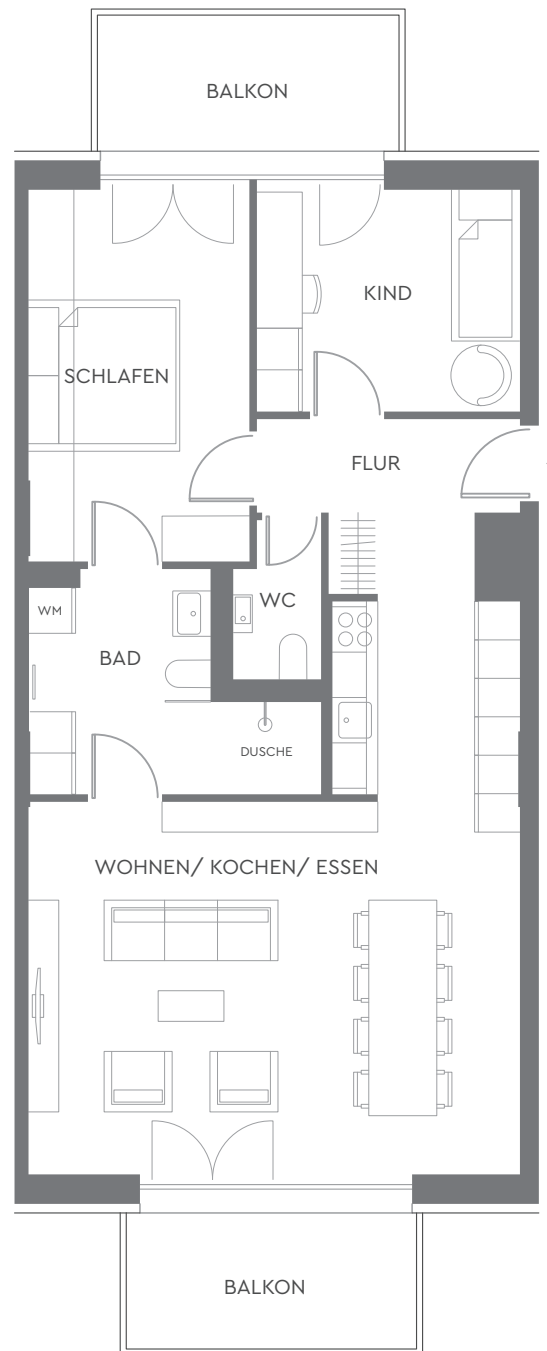 BALKON
KIND
SCHLAFEN
FLUR
WC
WM
BAD
DUSCHE
WOHNEN/ KOCHEN/ ESSEN
BALKON